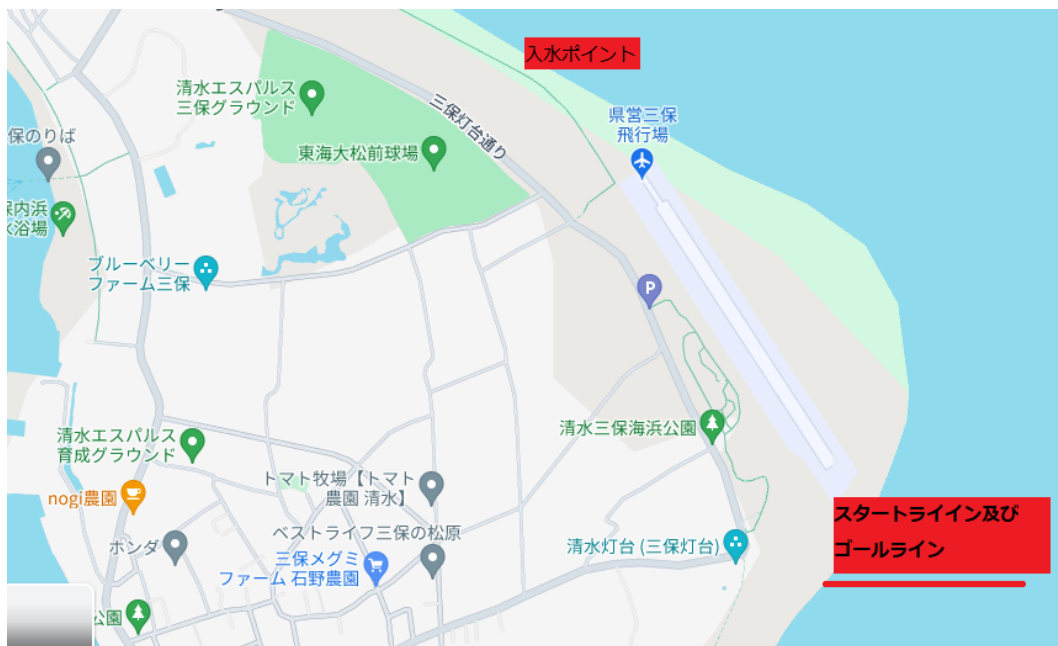 入水ポイント
清水エスパルス
三保グラウンド
三保灯台通り
県営三保
飛行場
保のりば
東海大松前球場
保内浜
水浴場
ブルーベリー
ファーム三保
P
清水三保海浜公園
清水エスパルス
育成グラウンド
nogi農園
トマト牧場【トマト
農園 清水】
スタートライイン及び
ゴールライン
ホンダ
ベストライフ三保の松原
清水灯台 (三保灯台)
三保メグミ
ファーム 石野農園
公園